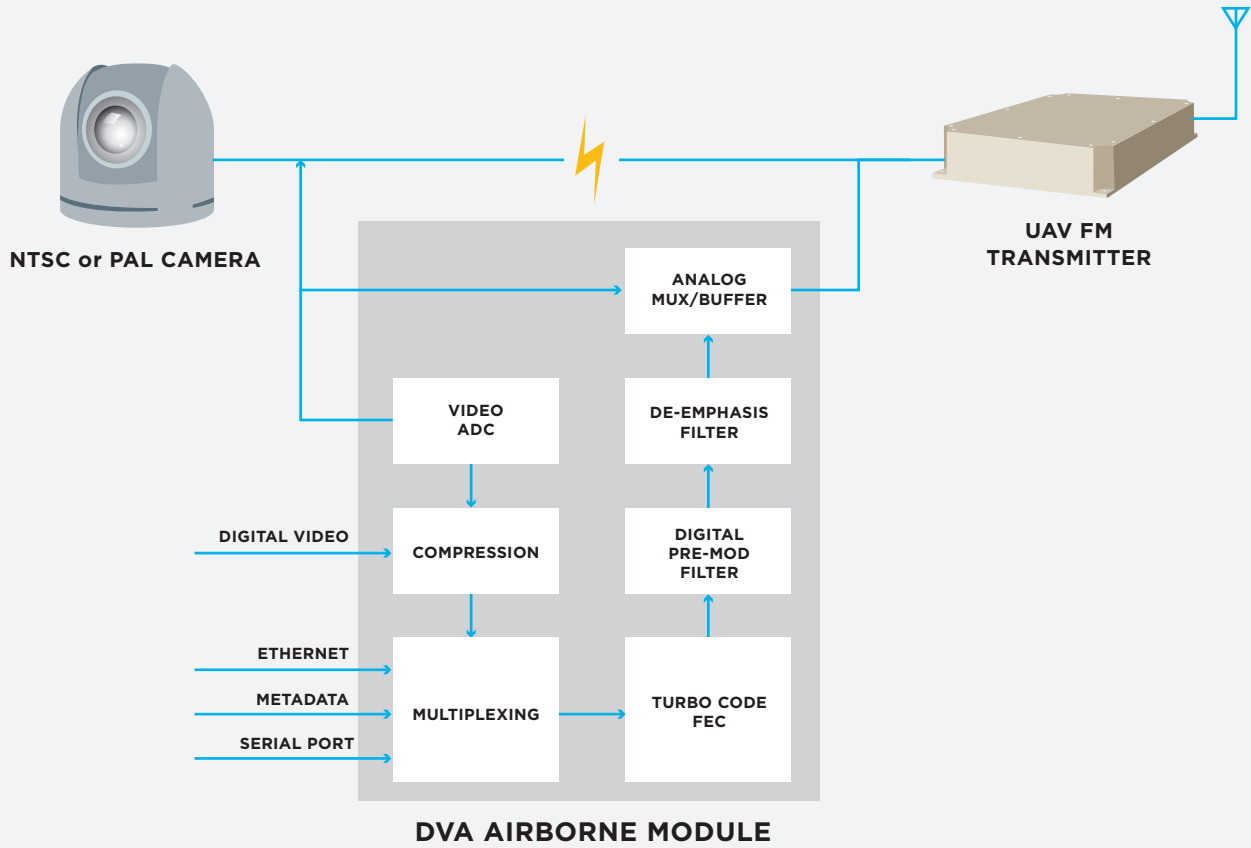 NTSC or PAL CAMERA
UAV FM
TRANSMITTER
ANALOG
MUX/BUFFER
VIDEO
ADC
DE-EMPHASIS
FILTER
DIGITAL VIDEO
COMPRESSION
DIGITAL
PRE-MOD
FILTER
ETHERNET
METADATA
SERIAL PORT
MULTIPLEXING
TURBO CODE
FEC
DVA AIRBORNE MODULE